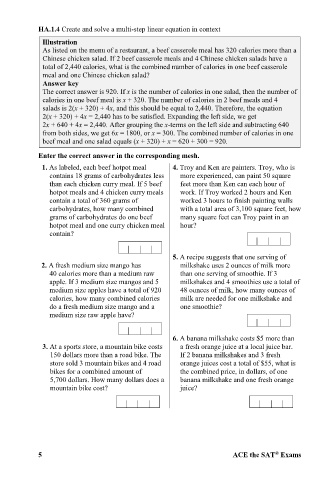 HA.1.4 Create and solve a multi-step linear equation in context
Illustration
As listed on the menu of a restaurant, a beef casserole meal has 320 calories more than a
Chinese chicken salad. If 2 beef casserole meals and 4 Chinese chicken salads have a
total of 2,440 calories, what is the combined number of calories in one beef casserole
meal and one Chinese chicken salad?
Answer key
The correct answer is 920. If x is the number of calories in one salad, then the number of
calories in one beef meal is x + 320. The number of calories in 2 beef meals and 4
salads is 2(x + 320) + 4x, and this should be equal to 2,440. Therefore, the equation
2(x + 320) + 4x = 2,440 has to be satisfied. Expanding the left side, we get
2x + 640 + 4x = 2,440. After grouping the x-terms on the left side and subtracting 640
from both sides, we get 6x = 1800, or x = 300. The combined number of calories in one
beef meal and one salad equals (x + 320) + x = 620 + 300 = 920.
Enter the correct answer in the corresponding mesh.
1. As labeled, each beef hotpot meal
contains 18 grams of carbohydrates less
than each chicken curry meal. If 5 beef
hotpot meals and 4 chicken curry meals
contain a total of 360 grams of
carbohydrates, how many combined
grams of carbohydrates do one beef
hotpot meal and one curry chicken meal
contain?
2. A fresh medium size mango has
40 calories more than a medium raw
apple. If 3 medium size mangos and 5
medium size apples have a total of 920
calories, how many combined calories
do a fresh medium size mango and a
medium size raw apple have?
3. At a sports store, a mountain bike costs
150 dollars more than a road bike. The
store sold 3 mountain bikes and 4 road
bikes for a combined amount of
5,700 dollars. How many dollars does a
mountain bike cost?
4. Troy and Ken are painters. Troy, who is
more experienced, can paint 50 square
feet more than Ken can each hour of
work. If Troy worked 2 hours and Ken
worked 3 hours to finish painting walls
with a total area of 3,100 square feet, how
many square feet can Troy paint in an
hour?
5. A recipe suggests that one serving of
milkshake uses 2 ounces of milk more
than one serving of smoothie. If 3
milkshakes and 4 smoothies use a total of
48 ounces of milk, how many ounces of
milk are needed for one milkshake and
one smoothie?
6. A banana milkshake costs $5 more than
a fresh orange juice at a local juice bar.
If 2 banana milkshakes and 3 fresh
orange juices cost a total of $55, what is
the combined price, in dollars, of one
banana milkshake and one fresh orange
juice?
5 ACE the SAT® Exams